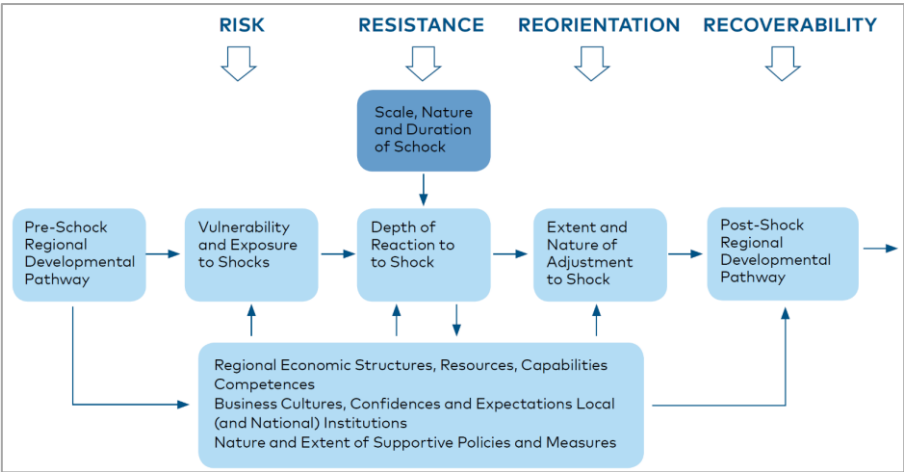 RISK
RESISTANCE
REORIENTATION
RECOVERABILITY
Scale, Nature
and Duration
of Schock
Pre-Schock
Regional
Developmental
Pathway
Vulnerability
and Exposure
to Shocks
Depth of
Reaction to
to Shock
Extent and
Nature of
Adjustment
to Shock
Post-Shock
Regional
Developmental
Pathway
Regional Economic Structures, Resources, Capabilities
Competences
Business Cultures, Confidences and Expectations Local
(and National) Institutions
Nature and Extent of Supportive Policies and Measures